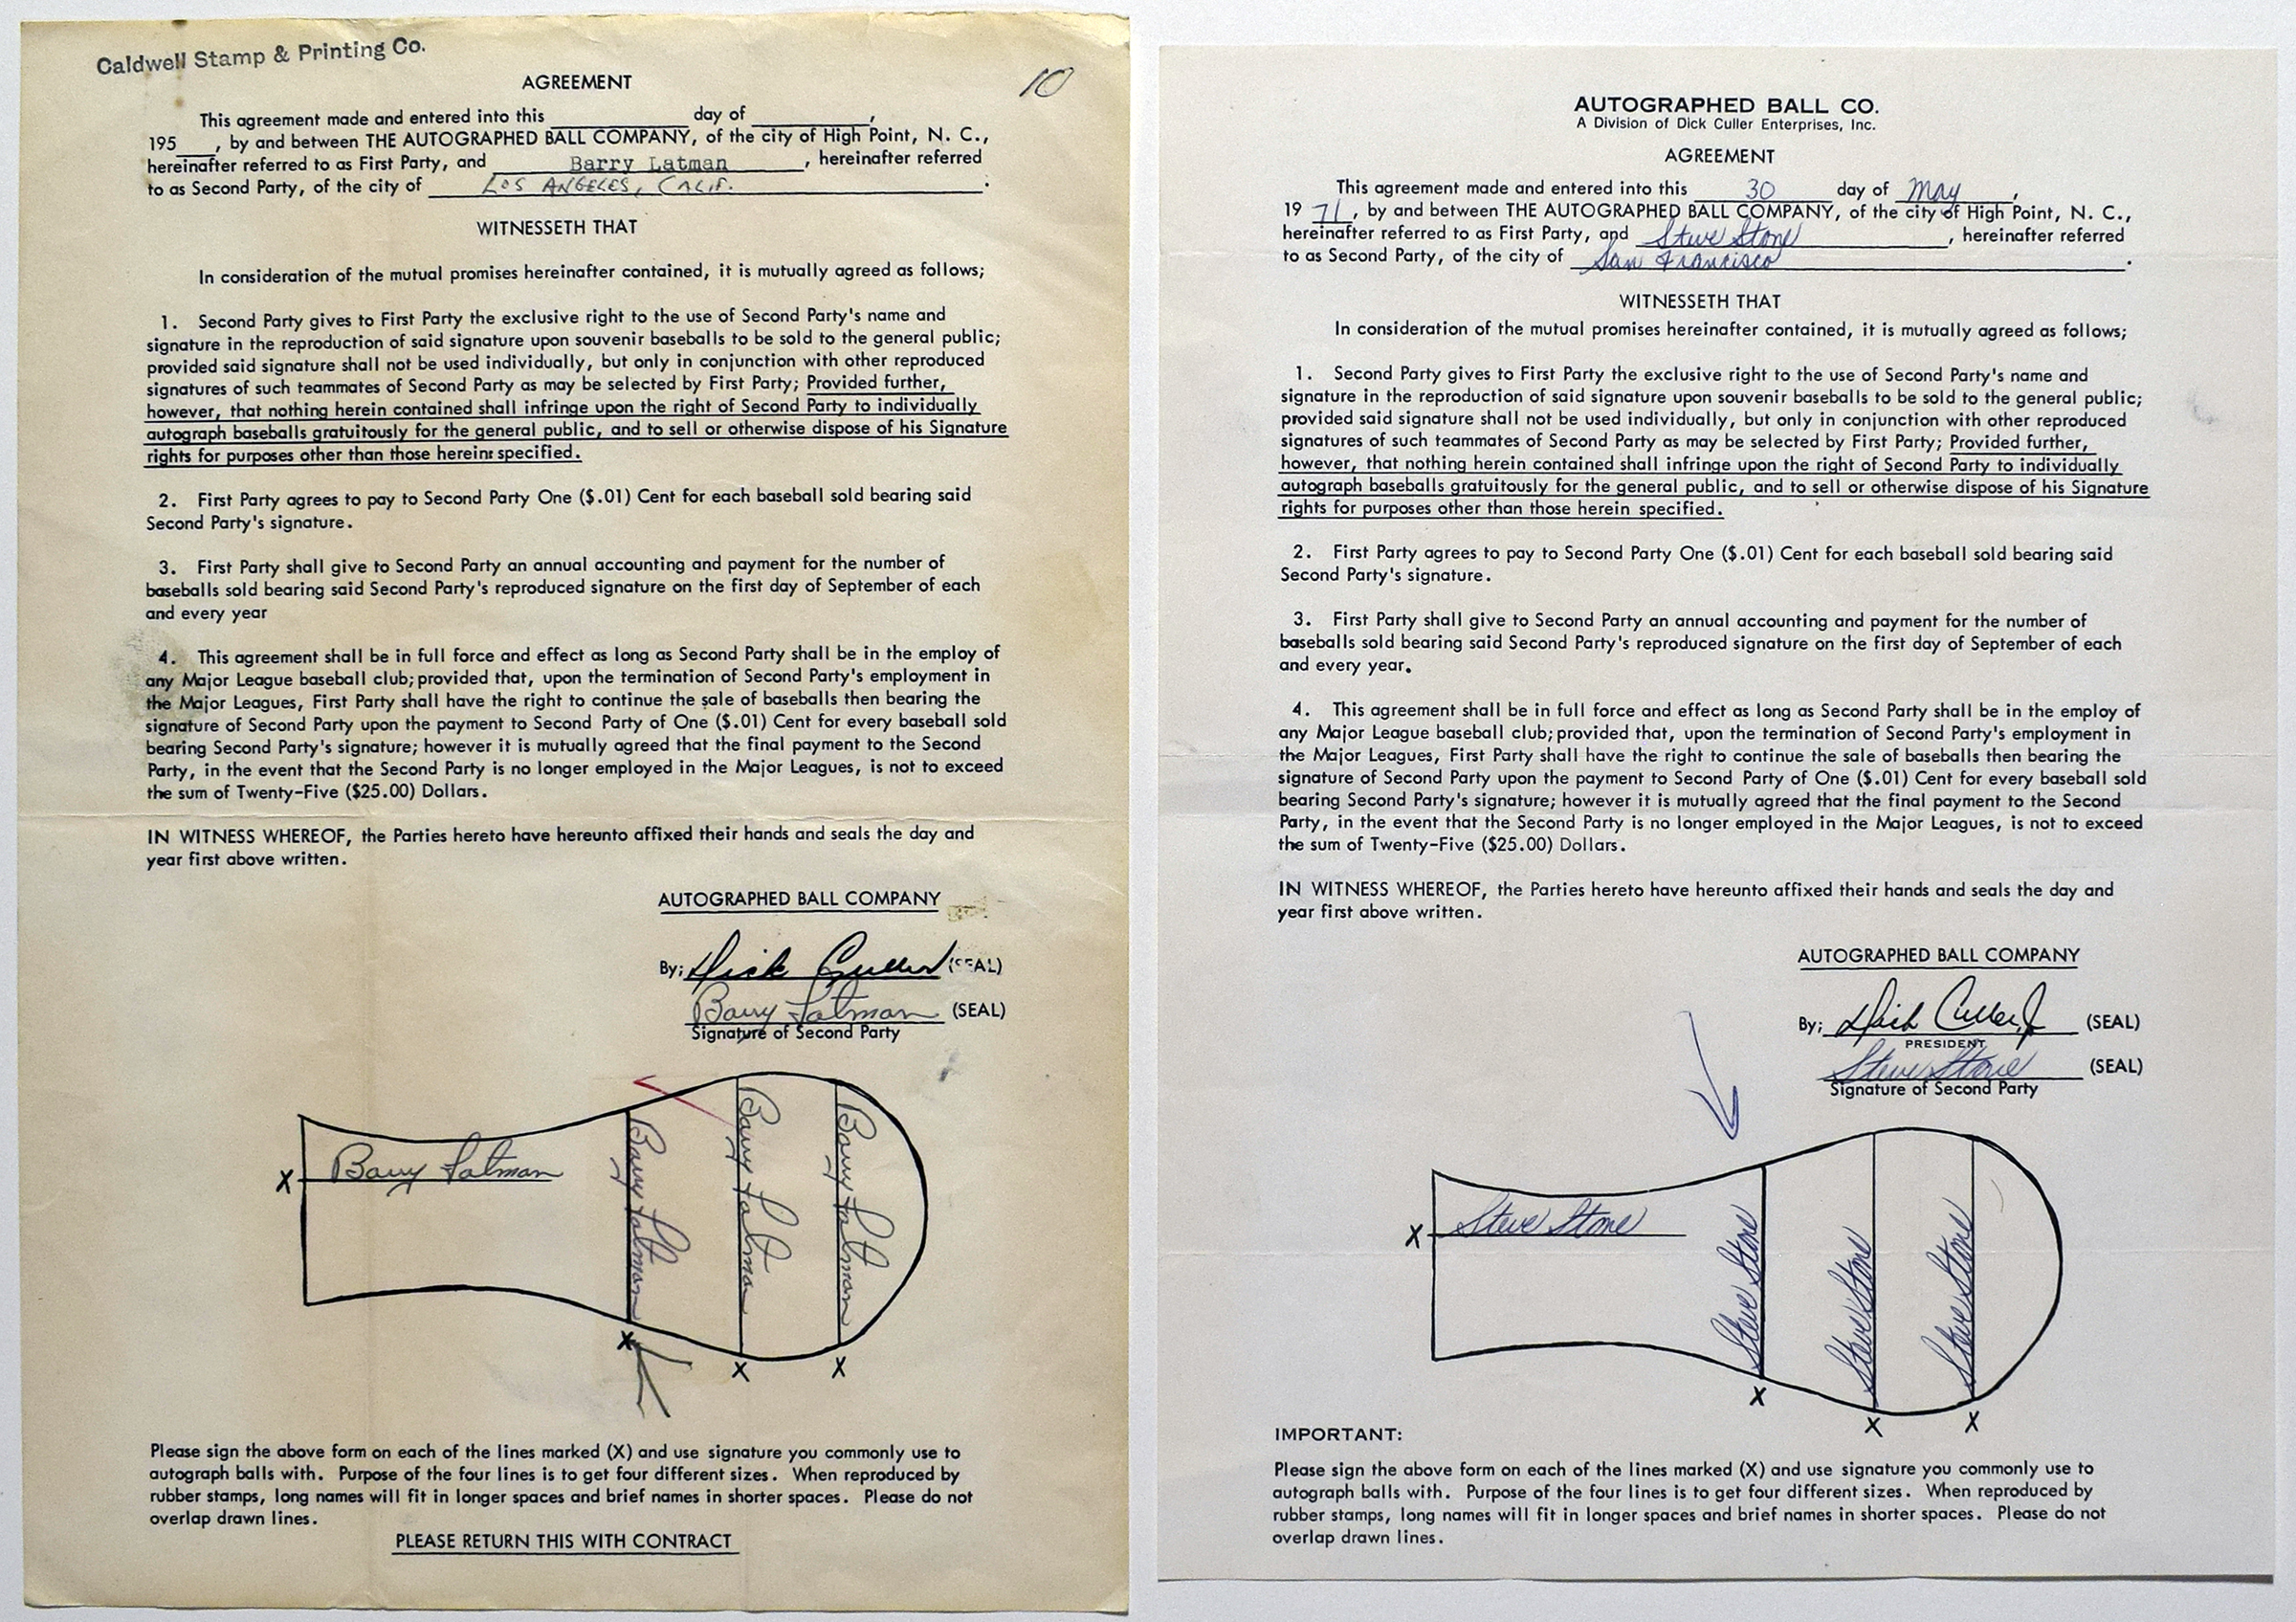 Caldwell Stamp & Printing Co.
10
AGREEMENT
This agreement made and entered into this ____ day of ____,
195__, by and between THE AUTOGRAPHED BALL COMPANY, of the city of High Point, N. C.,
hereinafter referred to as First Party, and Barry Latman, hereinafter referred
to as Second Party, of the city of LOS ANGELES, CALIF.
WITNESSETH THAT
In consideration of the mutual promises hereinafter contained, it is mutually agreed as follows;
1. Second Party gives to First Party the exclusive right to the use of Second Party's name and
signature in the reproduction of said signature upon souvenir baseballs to be sold to the general public;
provided said signature shall not be used individually, but only in conjunction with other reproduced
signatures of such teammates of Second Party as may be selected by First Party; Provided further,
however, that nothing herein contained shall infringe upon the right of Second Party to individually
autograph baseballs gratuitously for the general public, and to sell or otherwise dispose of his Signature
rights for purposes other than those herein specified.
2. First Party agrees to pay to Second Party One ($.01) Cent for each baseball sold bearing said
Second Party's signature.
3. First Party shall give to Second Party an annual accounting and payment for the number of
baseballs sold bearing said Second Party's reproduced signature on the first day of September of each
and every year
4. This agreement shall be in full force and effect as long as Second Party shall be in the employ of
any Major League baseball club; provided that, upon the termination of Second Party's employment in
the Major Leagues, First Party shall have the right to continue the sale of baseballs then bearing the
signature of Second Party upon the payment to Second Party of One ($.01) Cent for every baseball sold
bearing Second Party's signature; however it is mutually agreed that the final payment to the Second
Party, in the event that the Second Party is no longer employed in the Major Leagues, is not to exceed
the sum of Twenty-Five ($25.00) Dollars.
IN WITNESS WHEREOF, the Parties hereto have hereunto affixed their hands and seals the day and
year first above written.
AUTOGRAPHED BALL COMPANY
By; Dick Culler (SEAL)
Barry Latman (SEAL)
Signature of Second Party
X Barry Latman
Barry Latman
Barry Latman
Barry Latman
X X X
Please sign the above form on each of the lines marked (X) and use signature you commonly use to
autograph balls with. Purpose of the four lines is to get four different sizes. When reproduced by
rubber stamps, long names will fit in longer spaces and brief names in shorter spaces. Please do not
overlap drawn lines.
PLEASE RETURN THIS WITH CONTRACT
AUTOGRAPHED BALL CO.
A Division of Dick Culler Enterprises, Inc.
AGREEMENT
This agreement made and entered into this 30 day of May,
19 71, by and between THE AUTOGRAPHED BALL COMPANY, of the city of High Point, N. C.,
hereinafter referred to as First Party, and Steve Stone, hereinafter referred
to as Second Party, of the city of San Francisco.
WITNESSETH THAT
In consideration of the mutual promises hereinafter contained, it is mutually agreed as follows;
1. Second Party gives to First Party the exclusive right to the use of Second Party's name and
signature in the reproduction of said signature upon souvenir baseballs to be sold to the general public;
provided said signature shall not be used individually, but only in conjunction with other reproduced
signatures of such teammates of Second Party as may be selected by First Party; Provided further,
however, that nothing herein contained shall infringe upon the right of Second Party to individually
autograph baseballs gratuitously for the general public, and to sell or otherwise dispose of his Signature
rights for purposes other than those herein specified.
2. First Party agrees to pay to Second Party One ($.01) Cent for each baseball sold bearing said
Second Party's signature.
3. First Party shall give to Second Party an annual accounting and payment for the number of
baseballs sold bearing said Second Party's reproduced signature on the first day of September of each
and every year.
4. This agreement shall be in full force and effect as long as Second Party shall be in the employ of
any Major League baseball club; provided that, upon the termination of Second Party's employment in
the Major Leagues, First Party shall have the right to continue the sale of baseballs then bearing the
signature of Second Party upon the payment to Second Party of One ($.01) Cent for every baseball sold
bearing Second Party's signature; however it is mutually agreed that the final payment to the Second
Party, in the event that the Second Party is no longer employed in the Major Leagues, is not to exceed
the sum of Twenty-Five ($25.00) Dollars.
IN WITNESS WHEREOF, the Parties hereto have hereunto affixed their hands and seals the day and
year first above written.
AUTOGRAPHED BALL COMPANY
By; Dick Culler, Jr (SEAL)
PRESIDENT
Steve Stone (SEAL)
Signature of Second Party
X Steve Stone
Steve Stone
Steve Stone
Steve Stone
X X X
IMPORTANT:
Please sign the above form on each of the lines marked (X) and use signature you commonly use to
autograph balls with. Purpose of the four lines is to get four different sizes. When reproduced by
rubber stamps, long names will fit in longer spaces and brief names in shorter spaces. Please do not
overlap drawn lines.